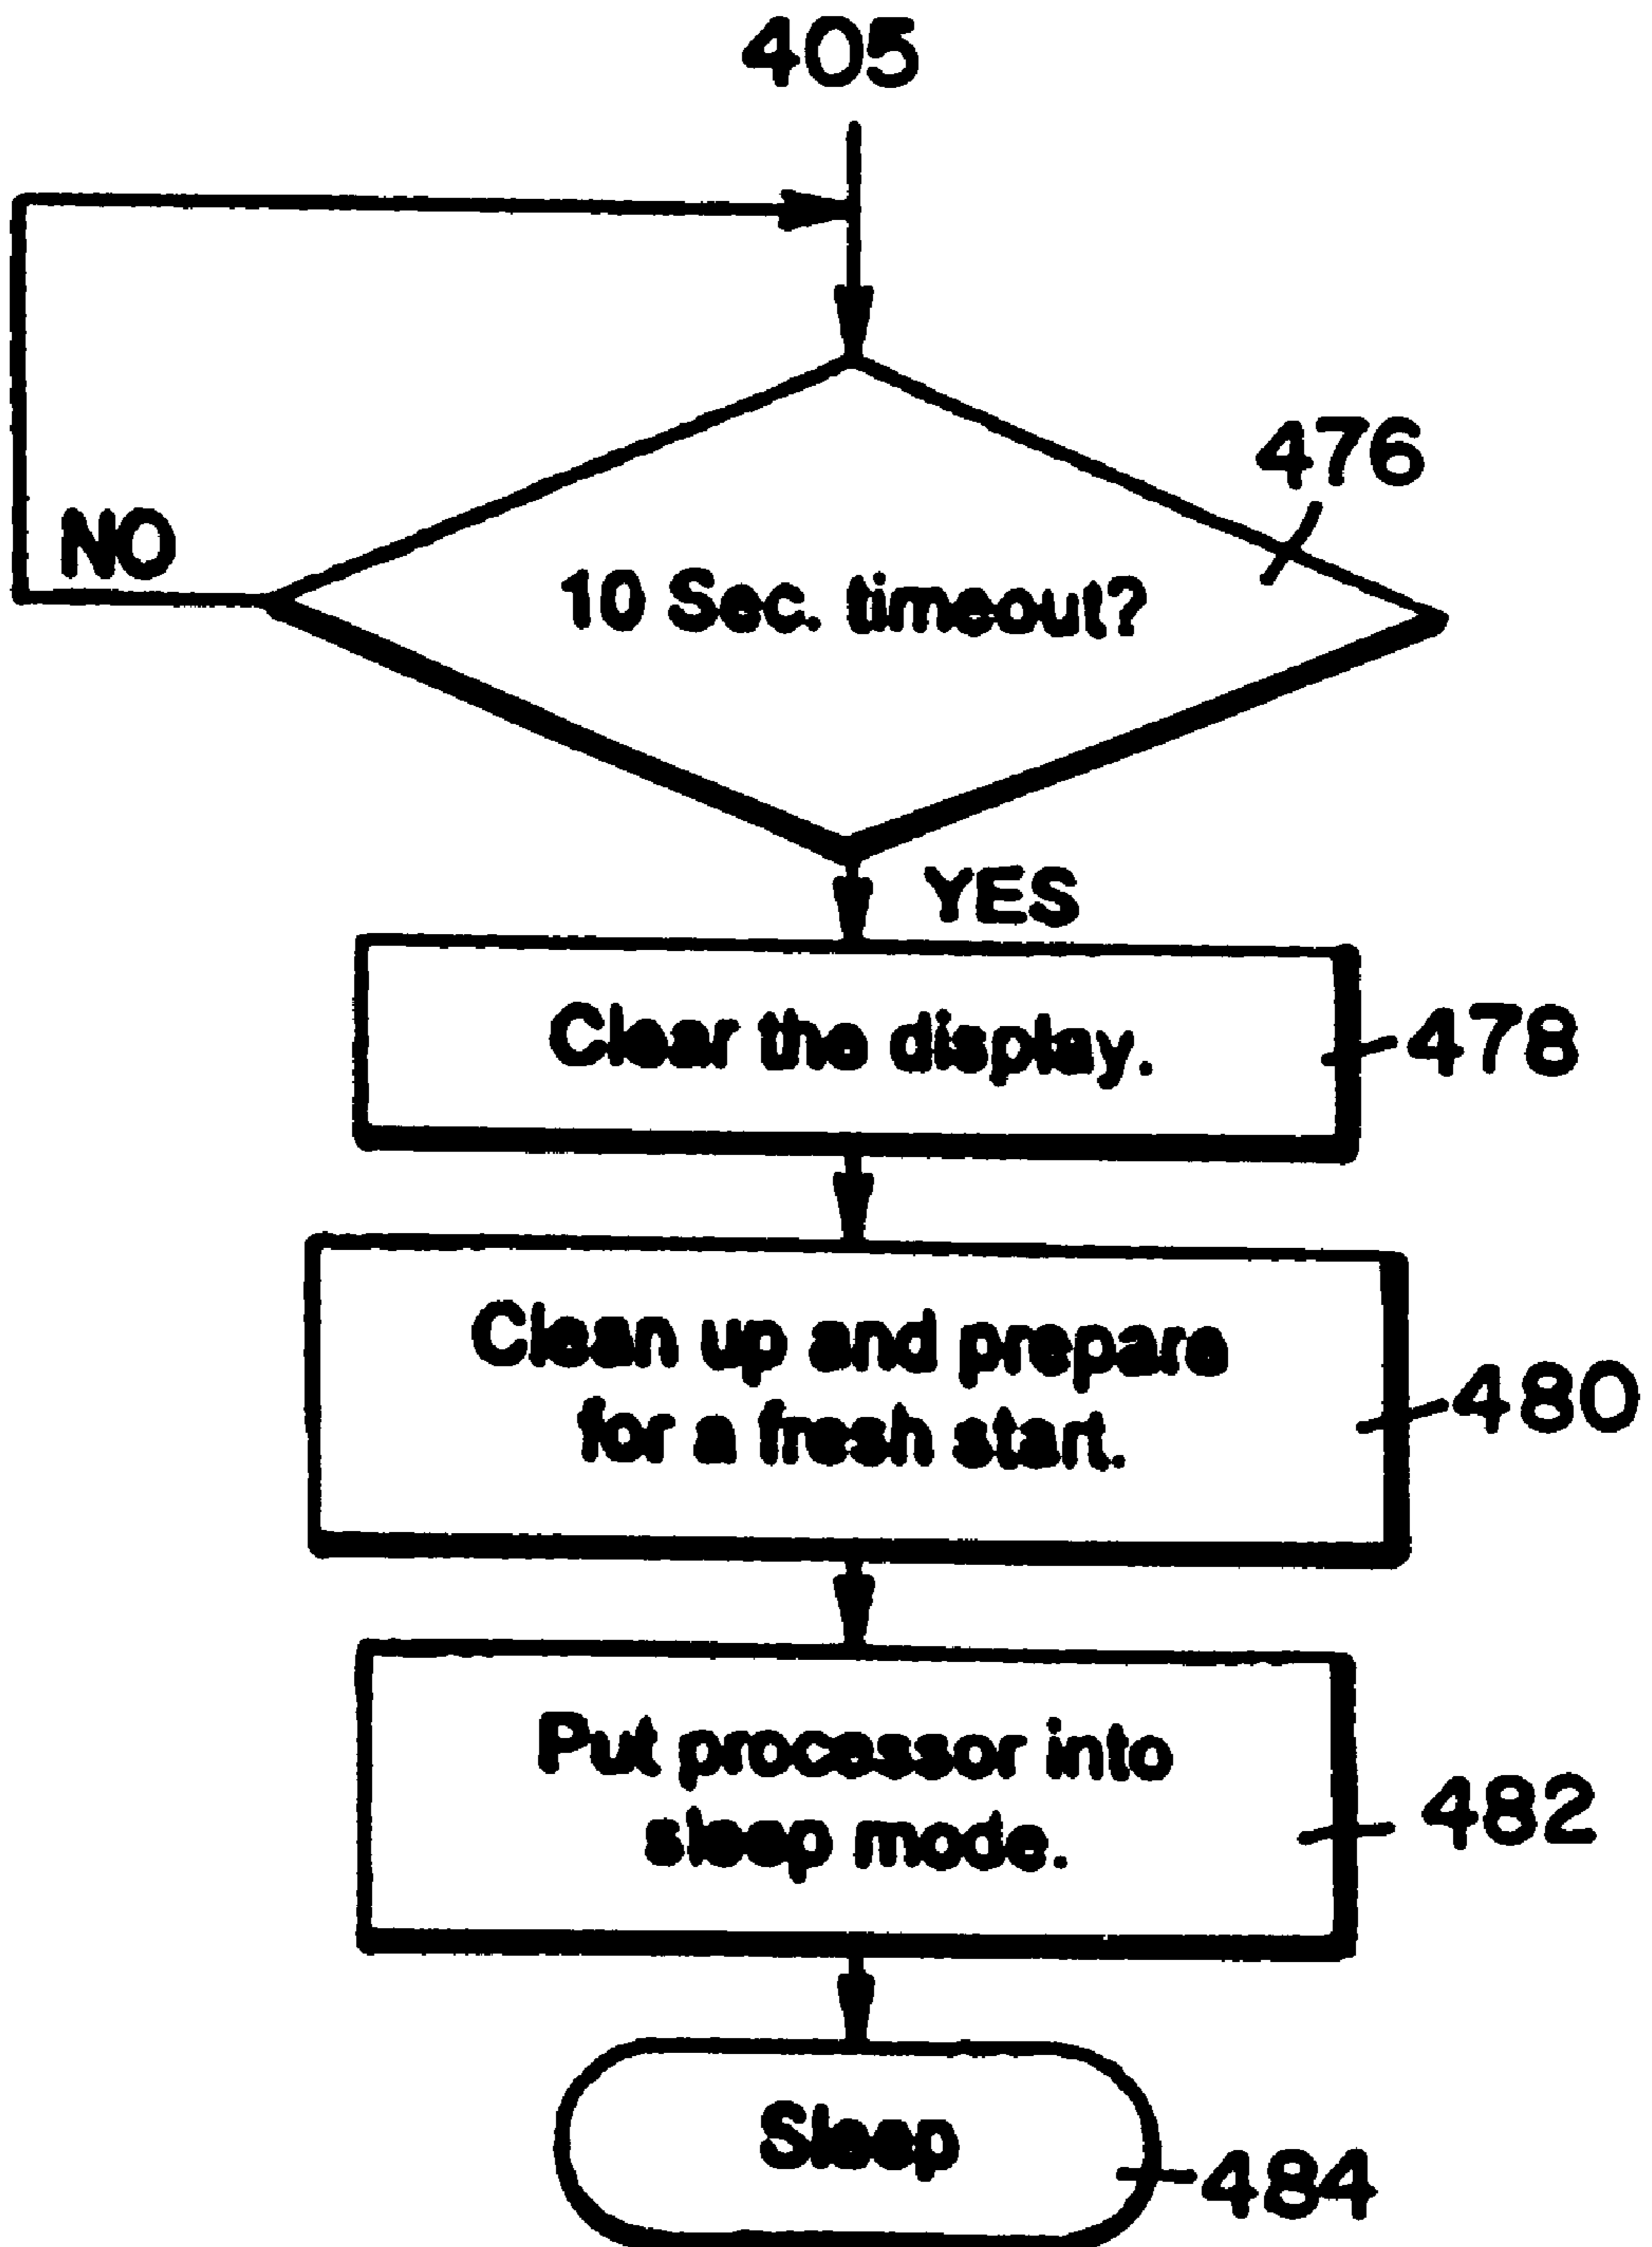 405
476
NO
10 Sec. timeout?
YES
Clear the display.
478
Clean up and prepare
for a fresh start.
480
Put processor into
sleep mode.
482
Sleep
484